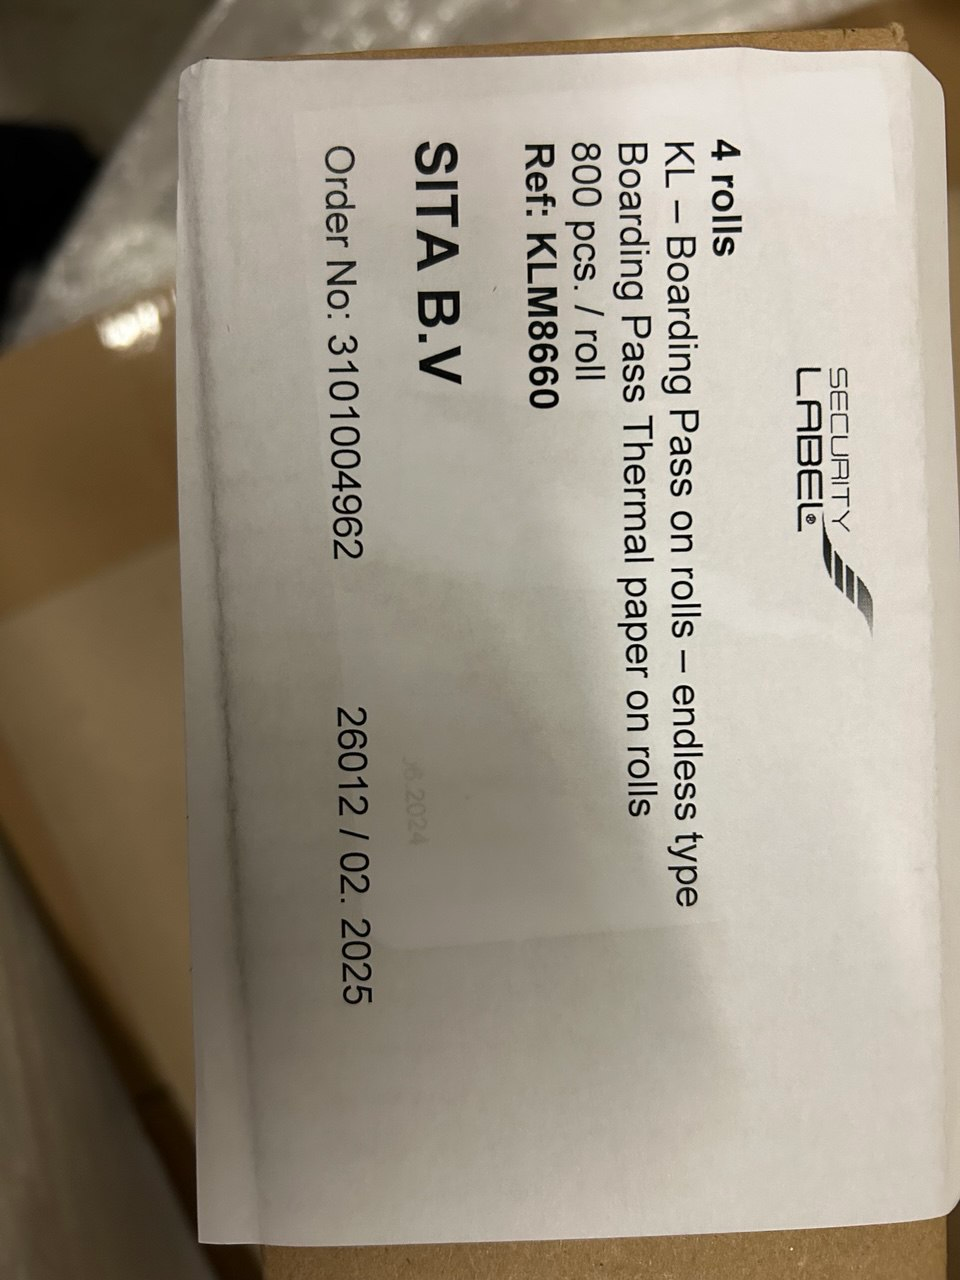 SECURITY
LABEL®
4 rolls
KL – Boarding Pass on rolls – endless type
Boarding Pass Thermal paper on rolls
800 pcs. / roll
Ref: KLM8660
SITA B.V
Order No: 3101004962 26012 / 02. 2025